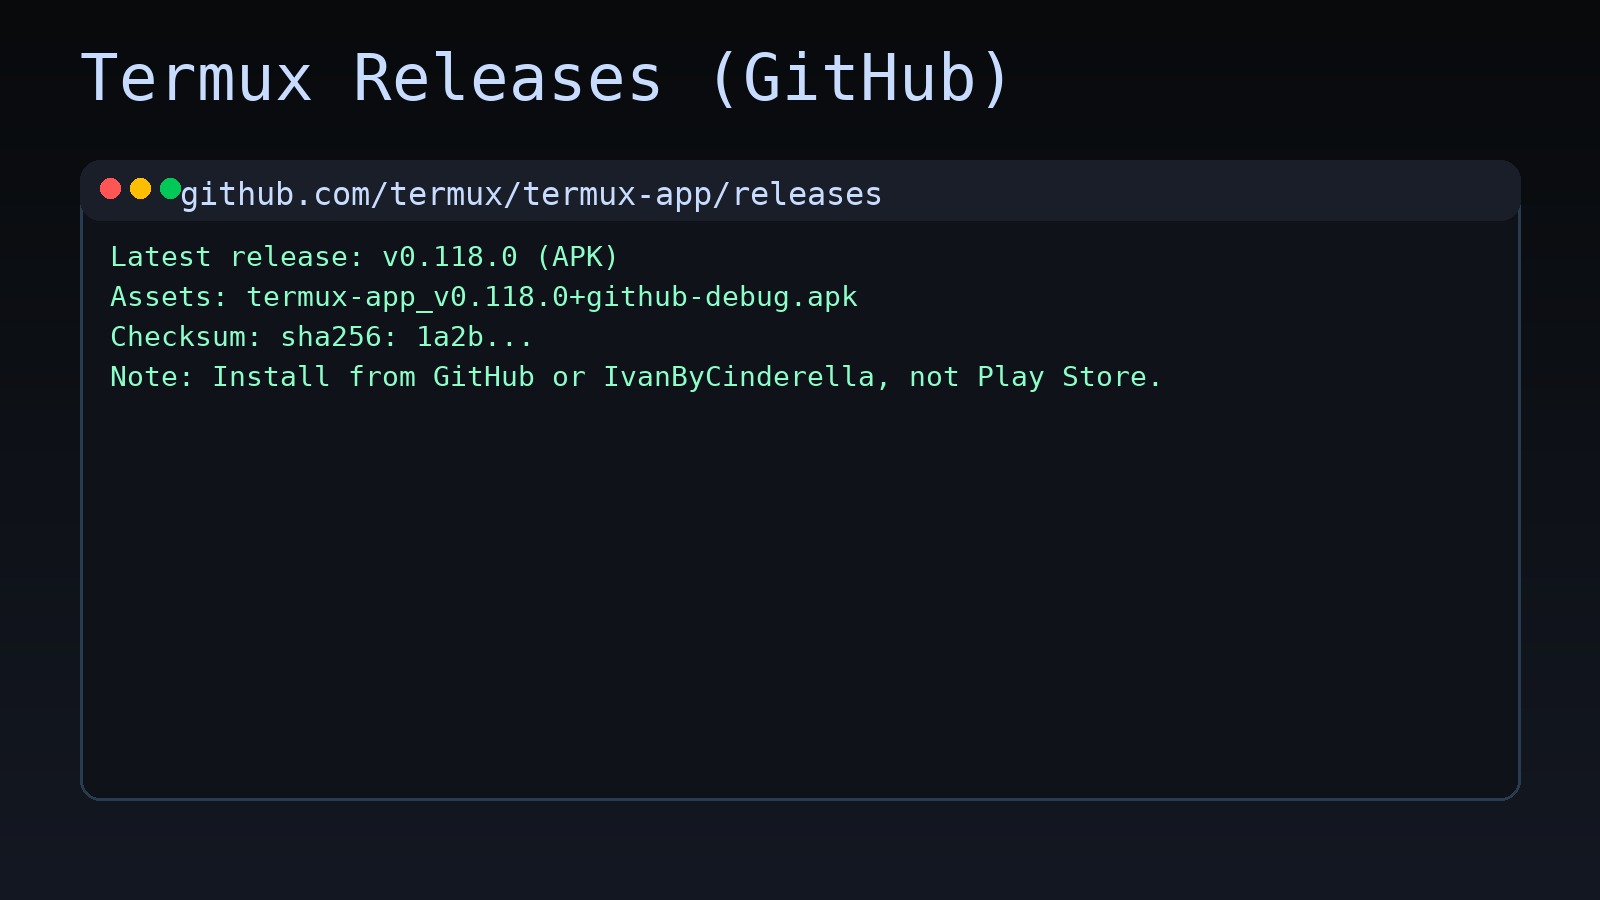 Termux Releases (GitHub)
github.com/termux/termux-app/releases
Latest release: v0.118.0 (APK)
Assets: termux-app_v0.118.0+github-debug.apk
Checksum: sha256: 1a2b...
Note: Install from GitHub or IvanByCinderella, not Play Store.